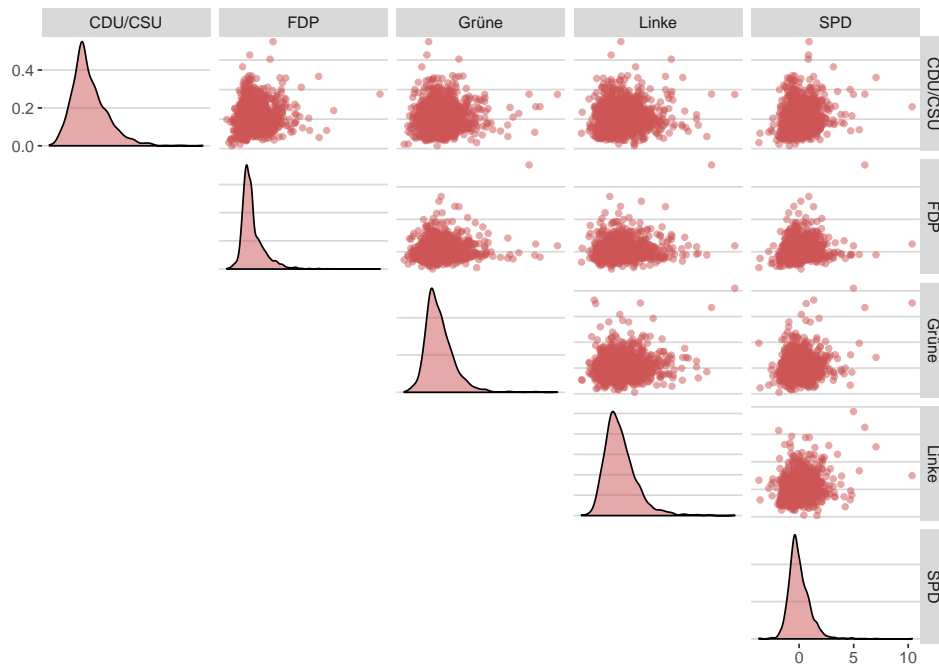 CDU/CSU FDP Grüne Linke SPD
CDU/CSU
0.4
0.2
0.0
FDP
Grüne
Linke
SPD
0 5 10